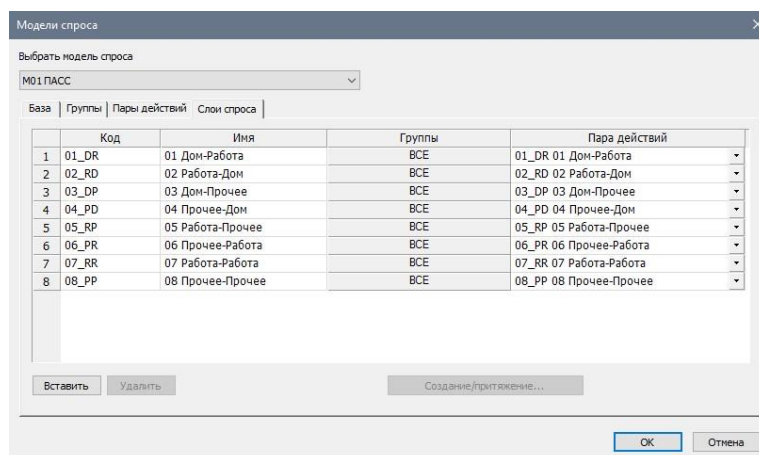 Модели спроса
Выбрать модель спроса
M01 ПАСС
База Группы Пары действий Слои спроса
Код Имя Группы Пара действий
1 01_DR 01 Дом-Работа ВСЕ 01_DR 01 Дом-Работа
2 02_RD 02 Работа-Дом ВСЕ 02_RD 02 Работа-Дом
3 03_DP 03 Дом-Прочее ВСЕ 03_DP 03 Дом-Прочее
4 04_PD 04 Прочее-Дом ВСЕ 04_PD 04 Прочее-Дом
5 05_RP 05 Работа-Прочее ВСЕ 05_RP 05 Работа-Прочее
6 06_PR 06 Прочее-Работа ВСЕ 06_PR 06 Прочее-Работа
7 07_RR 07 Работа-Работа ВСЕ 07_RR 07 Работа-Работа
8 08_PP 08 Прочее-Прочее ВСЕ 08_PP 08 Прочее-Прочее
Вставить Удалить Создание/притяжение...
OK Отмена